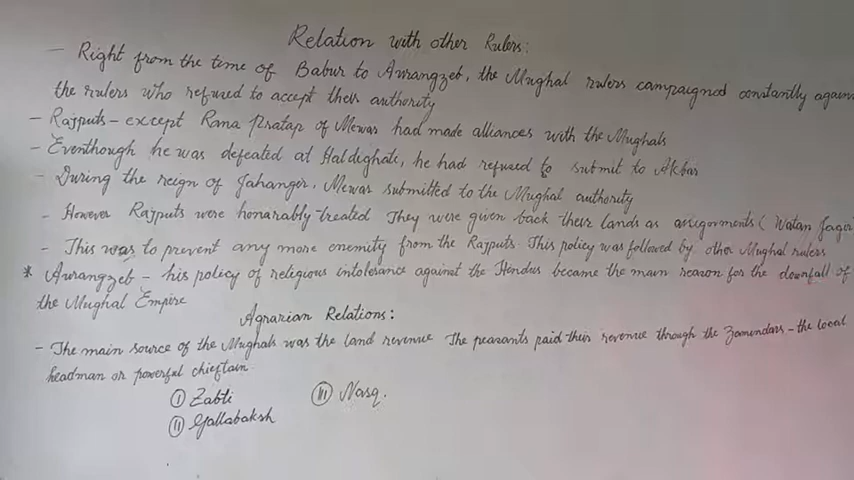 Relation with other Rulers:
- Right from the time of Babur to Aurangzeb, the Mughal rulers campaigned constantly against
the rulers who refused to accept their authority
- Rajputs - except Rana Pratap of Mewar had made alliances with the Mughals
- Eventhough he was defeated at Haldighati, he had refused to submit to Akbar
- During the reign of Jahangir, Mewar submitted to the Mughal authority
- However Rajputs were honarably treated They were given back their lands as assignments (Watan Jagir
- This was to prevent any more enemity from the Rajputs. This policy was followed by other Mughal rulers
* Aurangzeb - his policy of religious intolerance against the Hindus became the main reason for the downfall of
the Mughal Empire
Agrarian Relations:
- The main source of the Mughals was the land revenue The peasants paid their revenue through the Zamindars - the local
headman or powerful chieftain.
(I) Zabti (III) Nasq.
(II) Gallabaksh